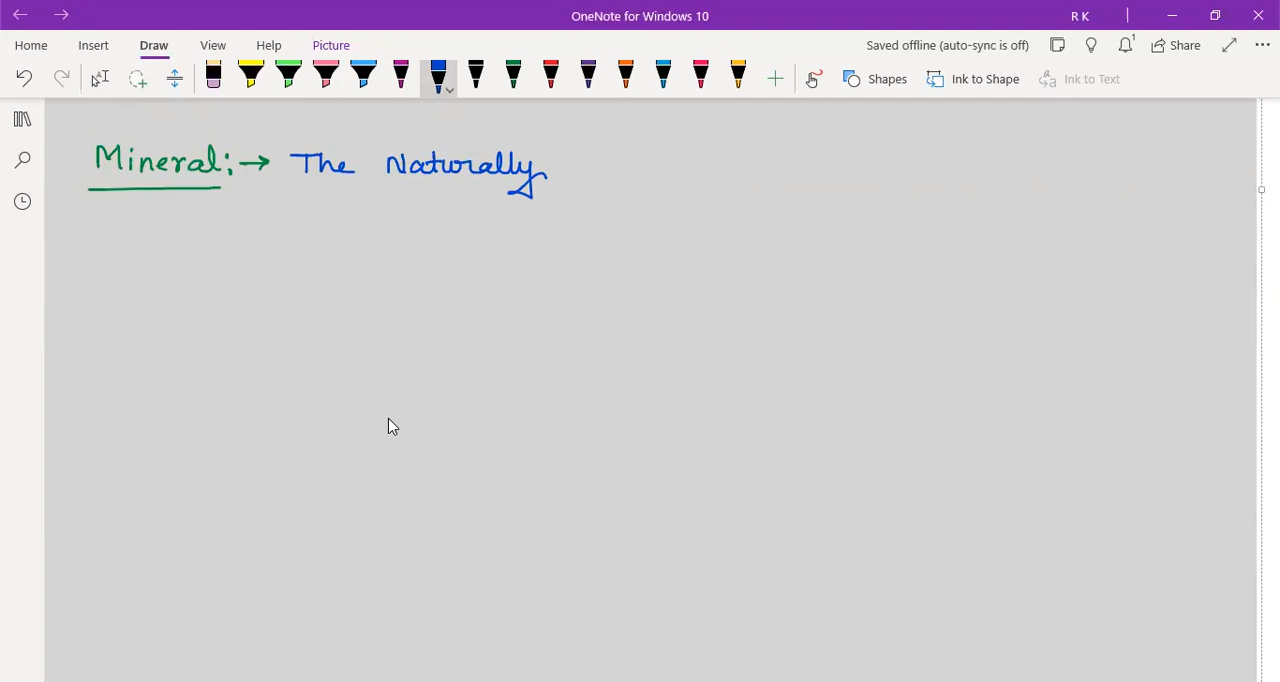 OneNote for Windows 10
R K
Home Insert Draw View Help Picture
Saved offline (auto-sync is off)
1
Share
Shapes
Ink to Shape
Ink to Text
Mineral:→ The Naturally